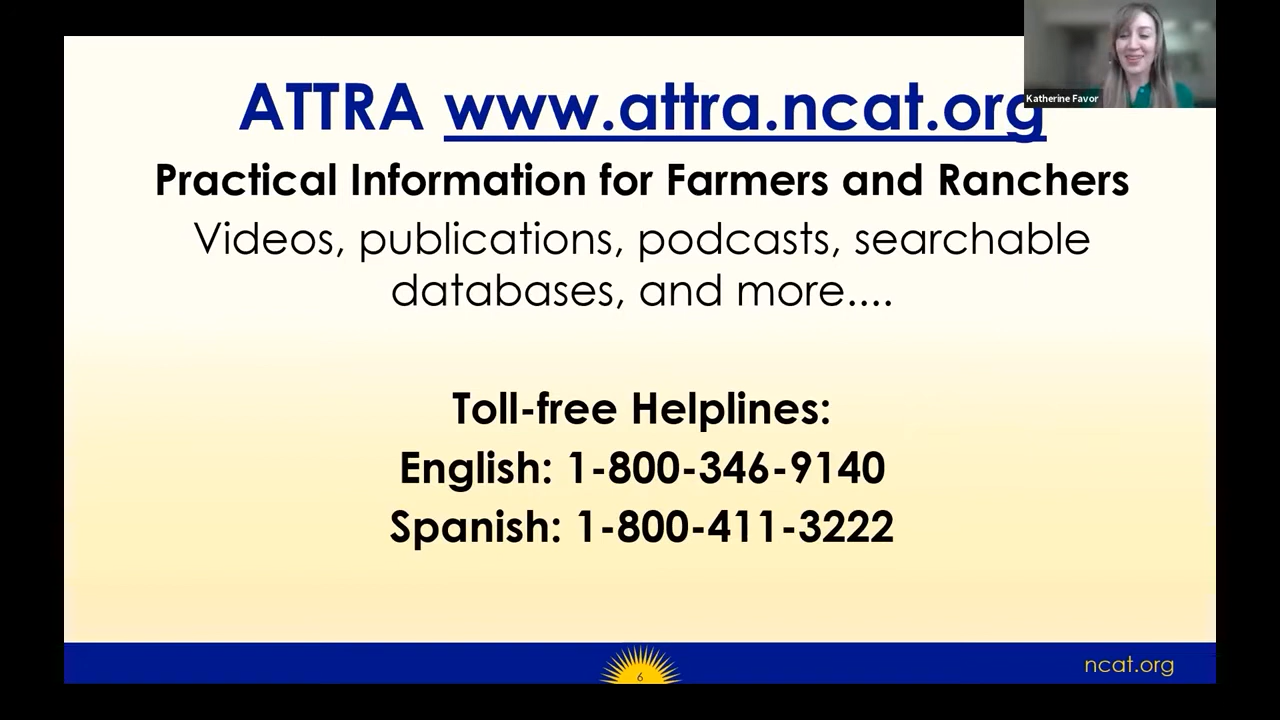 ATTRA www.attra.ncat.org
Katherine Favor
Practical Information for Farmers and Ranchers
Videos, publications, podcasts, searchable
databases, and more....
Toll-free Helplines:
English: 1-800-346-9140
Spanish: 1-800-411-3222
6
ncat.org